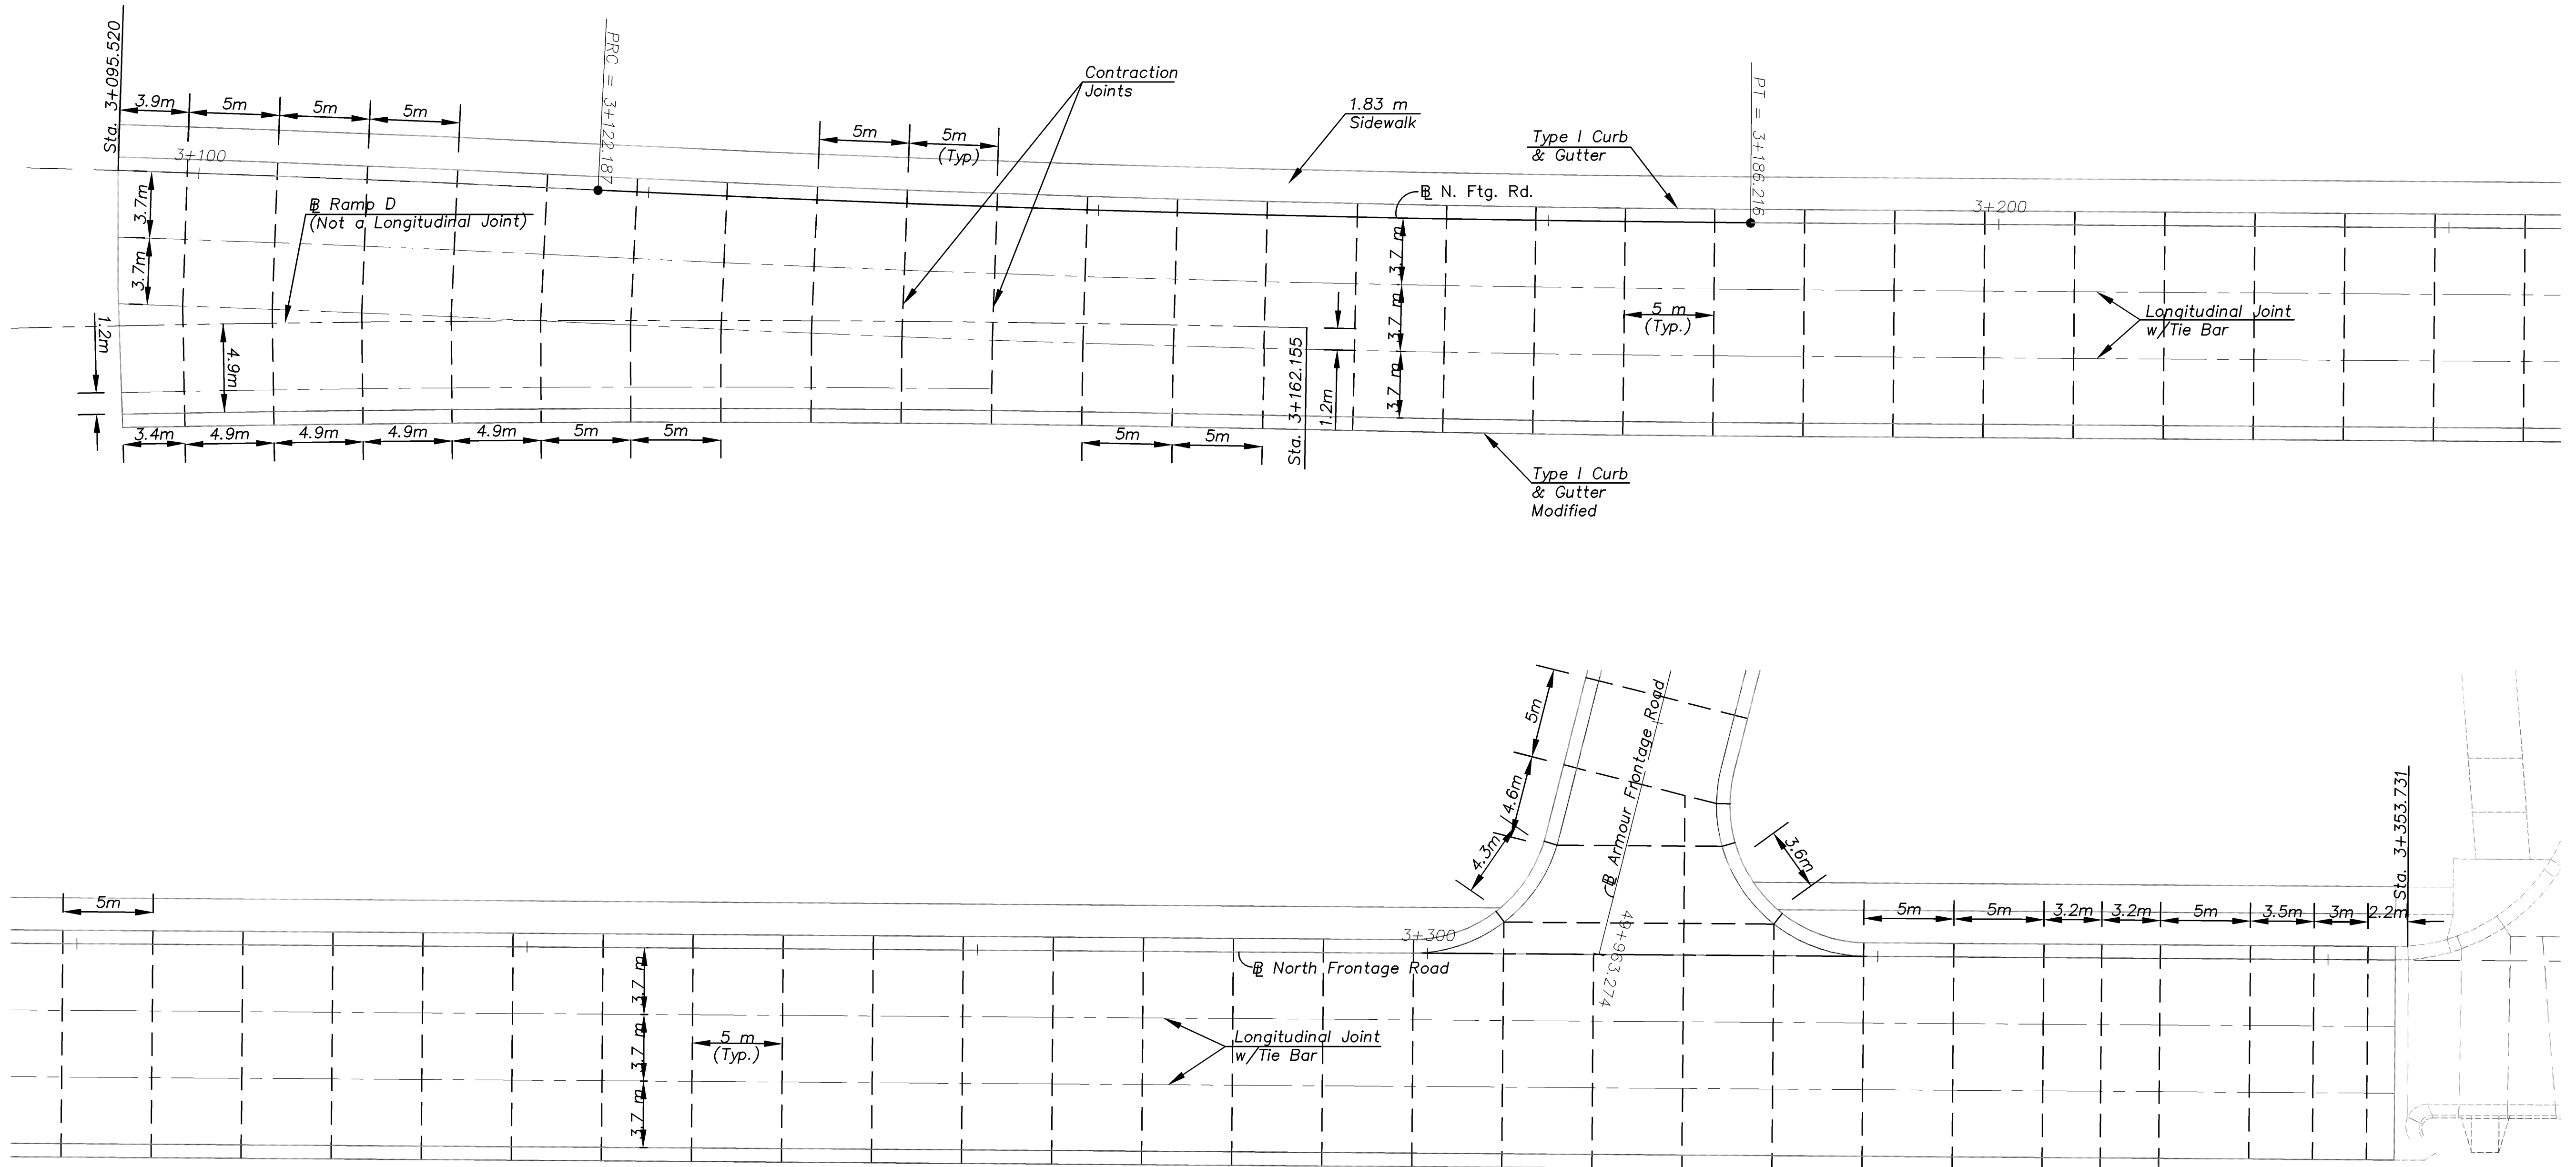 Sta. 3+095.520
3.9m
5m
5m
5m
3+100
PRC = 3+122.187
Contraction
Joints
5m
5m
(Typ)
1.83 m
Sidewalk
Type I Curb
& Gutter
PT = 3+186.216
℄ N. Ftg. Rd.
3+200
3.7m
3.7m
℄ Ramp D
(Not a Longitudinal Joint)
1.2m
4.9m
3.7 m
3.7 m
3.7 m
5 m
(Typ.)
Longitudinal Joint
w/Tie Bar
1.2m
Sta. 3+162.155
3.4m
4.9m
4.9m
4.9m
4.9m
5m
5m
5m
5m
Type I Curb
& Gutter
Modified
5m
4.6m
4.3m
℄ Armour Frontage Road
3.6m
Sta. 3+353.731
5m
5m
5m
3.2m
3.2m
5m
3.5m
3m
2.2m
3+300
49+963.274
℄ North Frontage Road
3.7 m
3.7 m
3.7 m
5 m
(Typ.)
Longitudinal Joint
w/Tie Bar